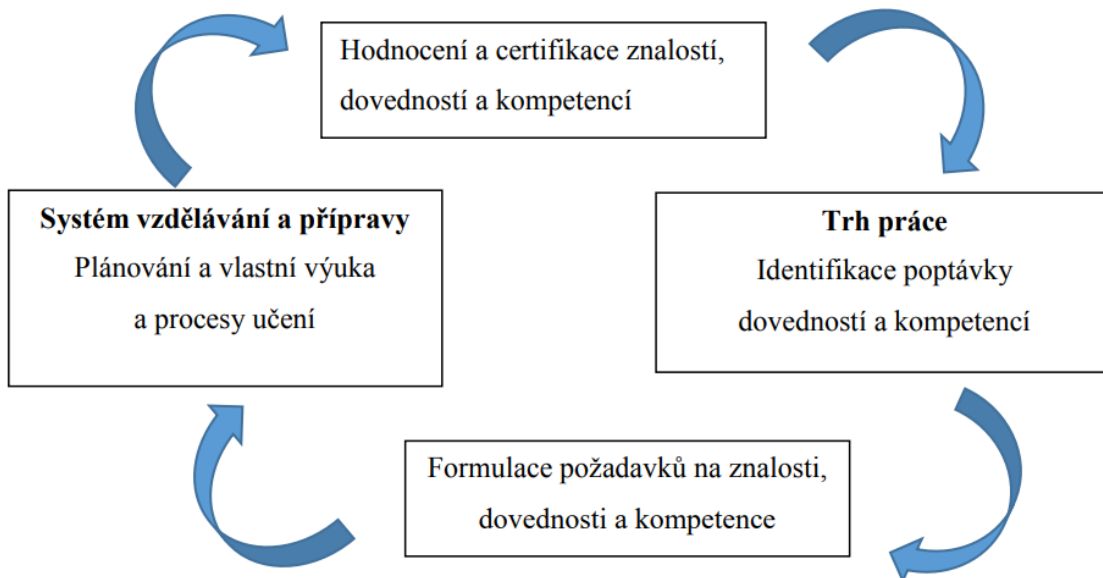 Hodnocení a certifikace znalostí,
dovedností a kompetencí
Systém vzdělávání a přípravy
Plánování a vlastní výuka
a procesy učení
Trh práce
Identifikace poptávky
dovedností a kompetencí
Formulace požadavků na znalosti,
dovednosti a kompetence